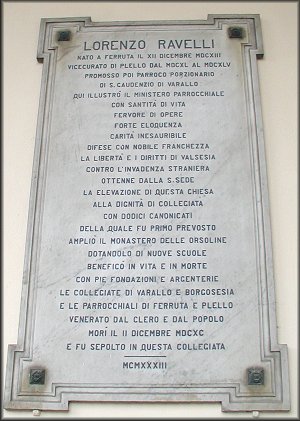 LORENZO RAVELLI
NATO A FERRUTA IL XII DICEMBRE MDCXIII
VICECURATO DI PLELLO DAL MDCXL AL MDCXLV
PROMOSSO POI PARROCO PORZIONARIO
DI S. CAUDENZIO DI VARALLO
QUI ILLUSTRÒ IL MINISTERO PARROCCHIALE
CON SANTITÀ DI VITA
FERVORE DI OPERE
FORTE ELOQUENZA
CARITÀ INESAURIBILE
DIFESE CON NOBILE FRANCHEZZA
LA LIBERTÀ E I DIRITTI DI VALSESIA
CONTRO L'INVADENZA STRANIERA
OTTENNE DALLA S. SEDE
LA ELEVAZIONE DI QUESTA CHIESA
ALLA DIGNITÀ DI COLLEGIATA
CON DODICI CANONICATI
DELLA QUALE FU PRIMO PREVOSTO
AMPLIÒ IL MONASTERO DELLE ORSOLINE
DOTANDOLO DI NUOVE SCUOLE
BENEFICÒ IN VITA E IN MORTE
CON PIE FONDAZIONI E ARGENTERIE
LE COLLEGIATE DI VARALLO E BORGOSESIA
E LE PARROCCHIALI DI FERRUTA E PLELLO
VENERATO DAL CLERO E DAL POPOLO
MORÌ IL II DICEMBRE MDCXC
E FU SEPOLTO IN QUESTA COLLEGIATA
MCMXXXIII